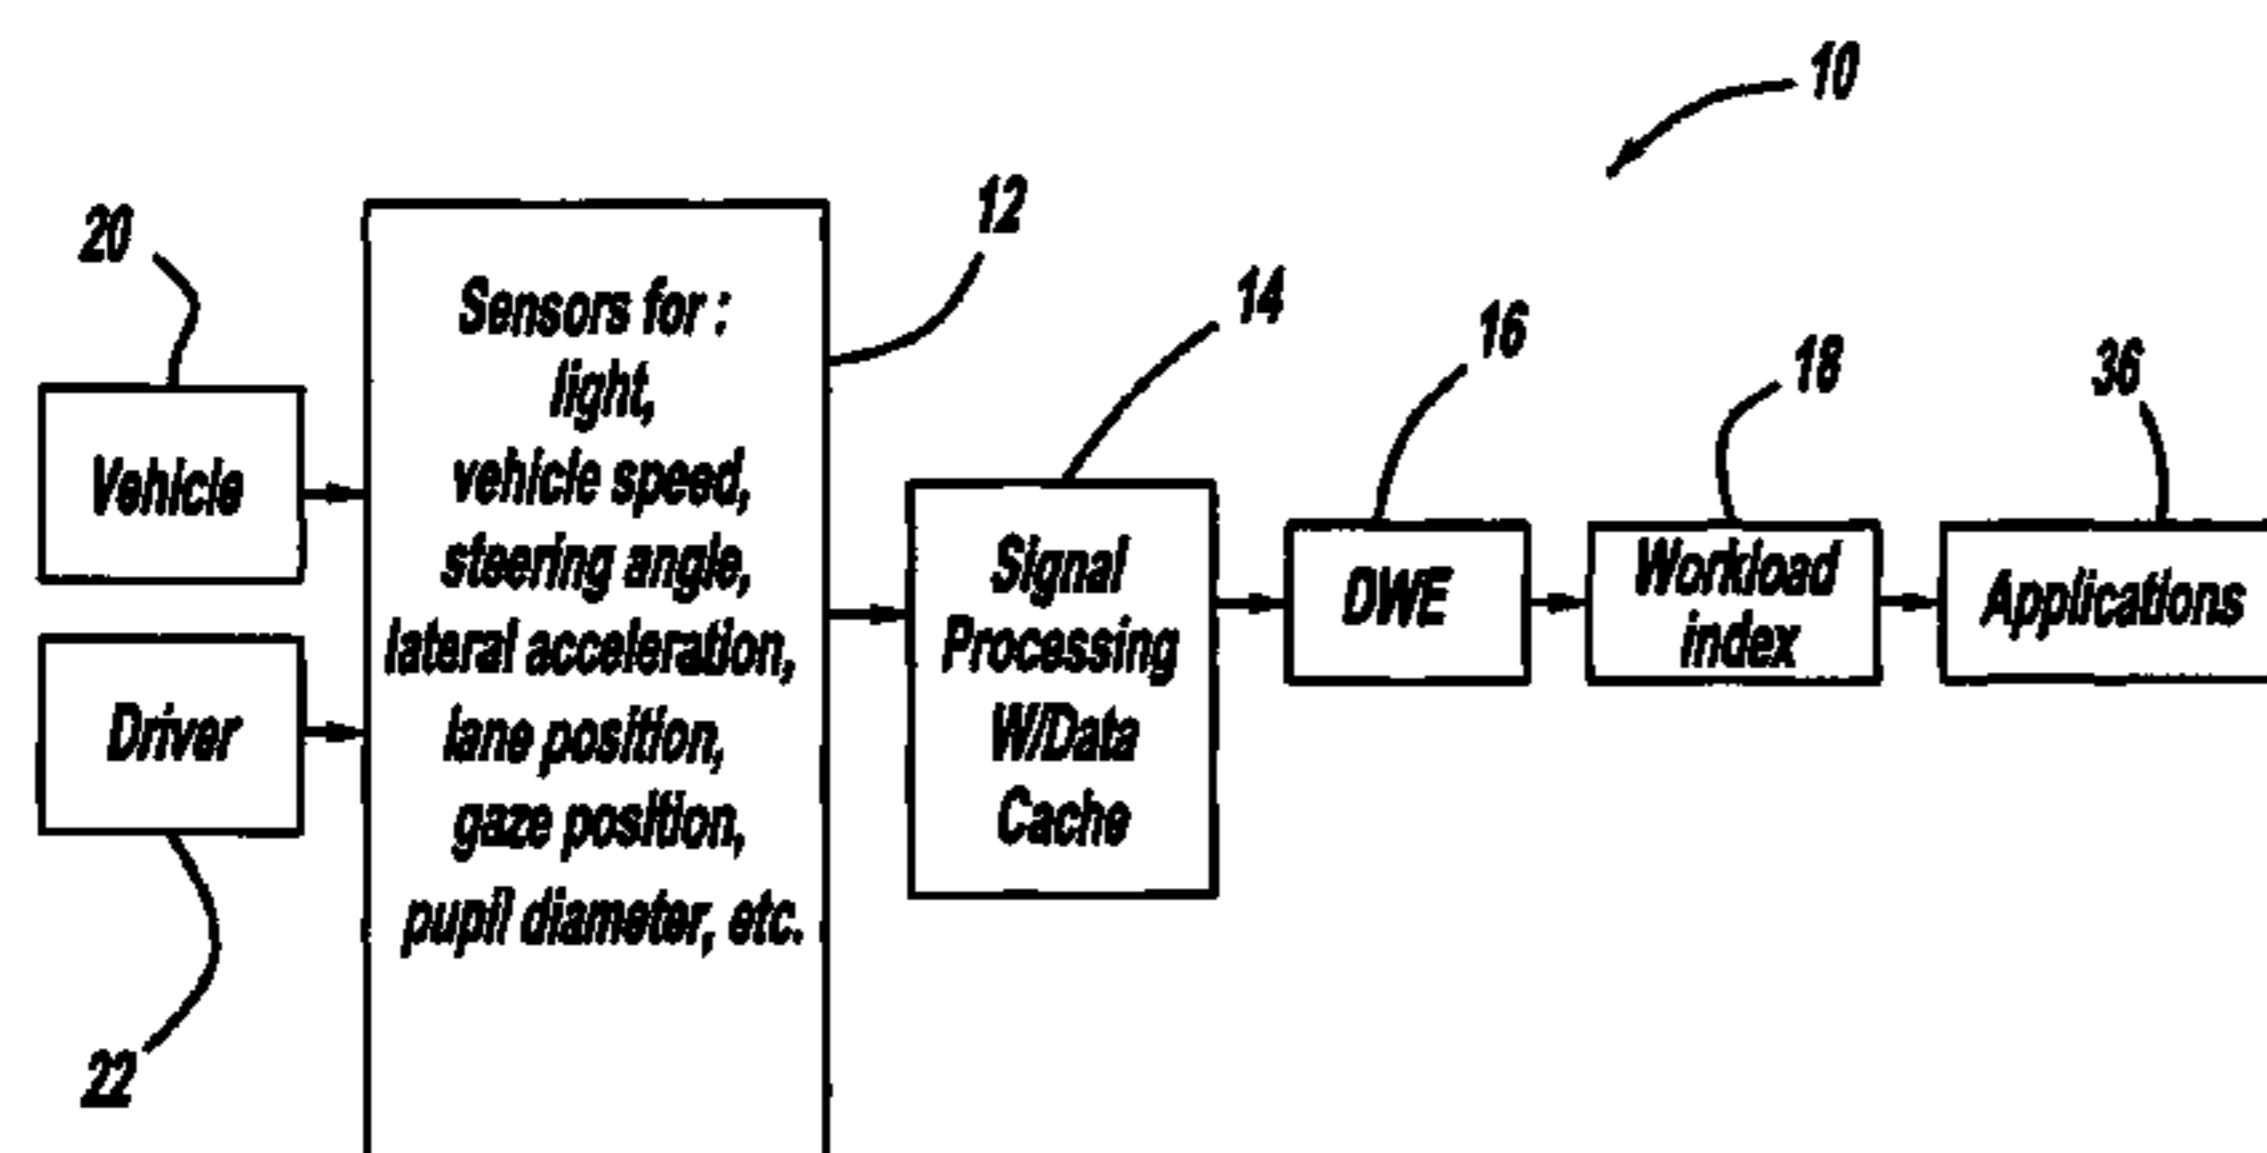 10
20
12
14
16
18
36
Sensors for :
light,
vehicle speed,
steering angle,
lateral acceleration,
lane position,
gaze position,
pupil diameter, etc.
Vehicle
Driver
Signal
Processing
W/Data
Cache
DWE
Workload
index
Applications
22